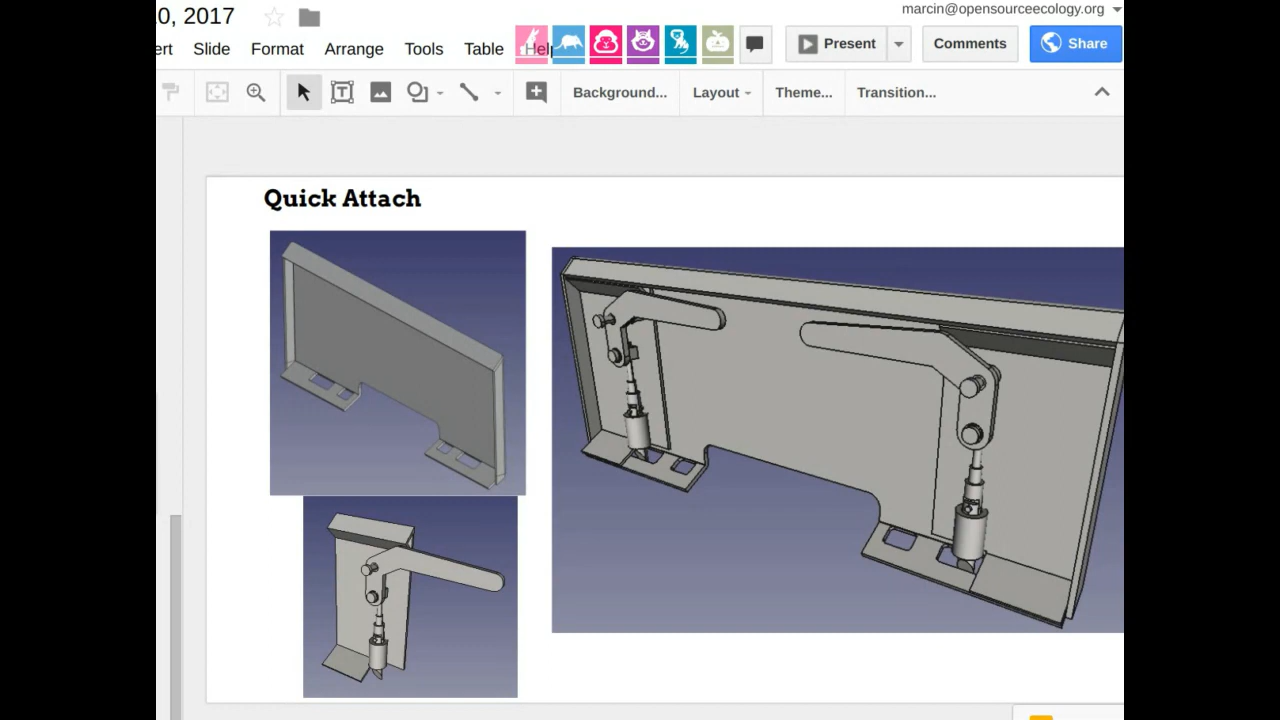 0, 2017
marcin@opensourceecology.org
ert Slide Format Arrange Tools Table Help
Present Comments Share
Background... Layout Theme... Transition...
Quick Attach